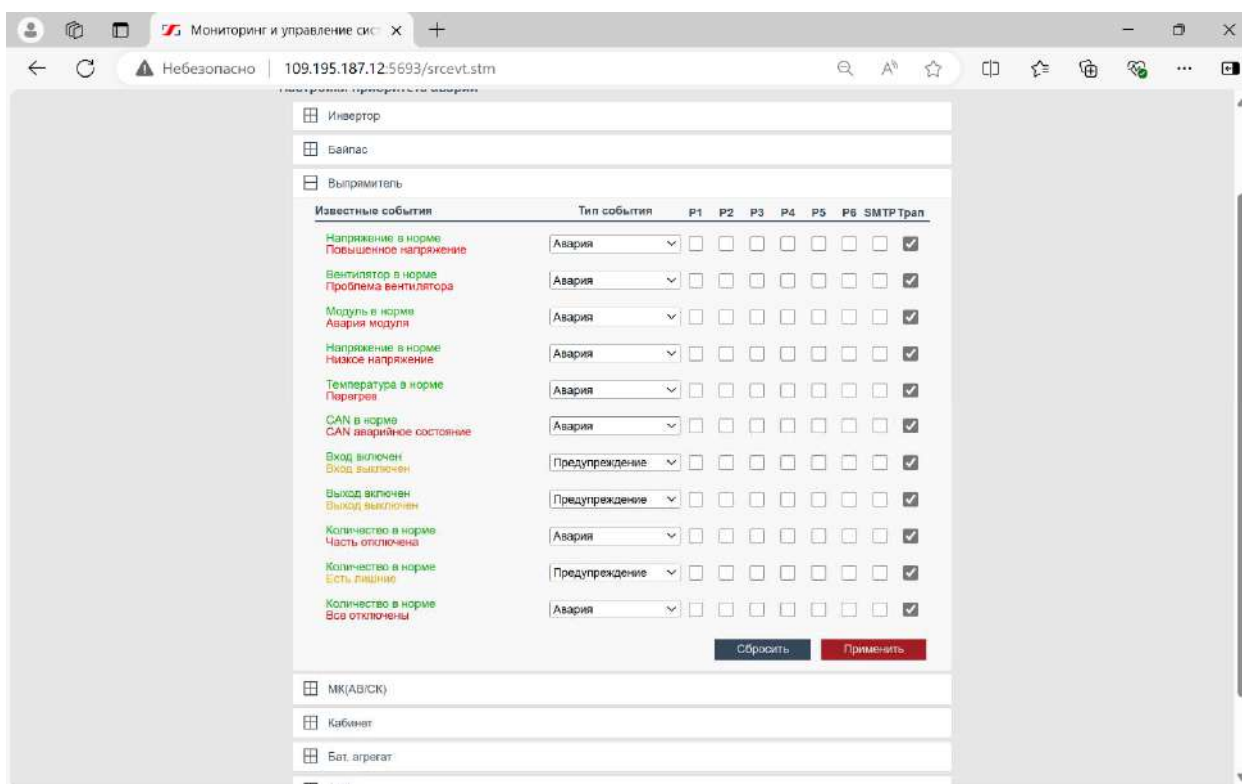 Мониторинг и управление сис
Небезопасно 109.195.187.12:5693/srcevt.stm
Настройки приоритета аварий
Инвертор
Байпас
Выпрямитель
Известные события Тип события P1 P2 P3 P4 P5 P6 SMTP Трап
Напряжение в норме
Повышенное напряжение Авария
Вентилятор в норме
Проблема вентилятора Авария
Модуль в норме
Авария модуля Авария
Напряжение в норме
Низкое напряжение Авария
Температура в норме
Перегрев Авария
CAN в норме
CAN аварийное состояние Авария
Вход включен
Вход выключен Предупреждение
Выход включен
Выход выключен Предупреждение
Количество в норме
Часть отключена Авария
Количество в норме
Есть лишние Предупреждение
Количество в норме
Все отключены Авария
Сбросить Применить
МК(АВ/СК)
Кабинет
Бат. агрегат